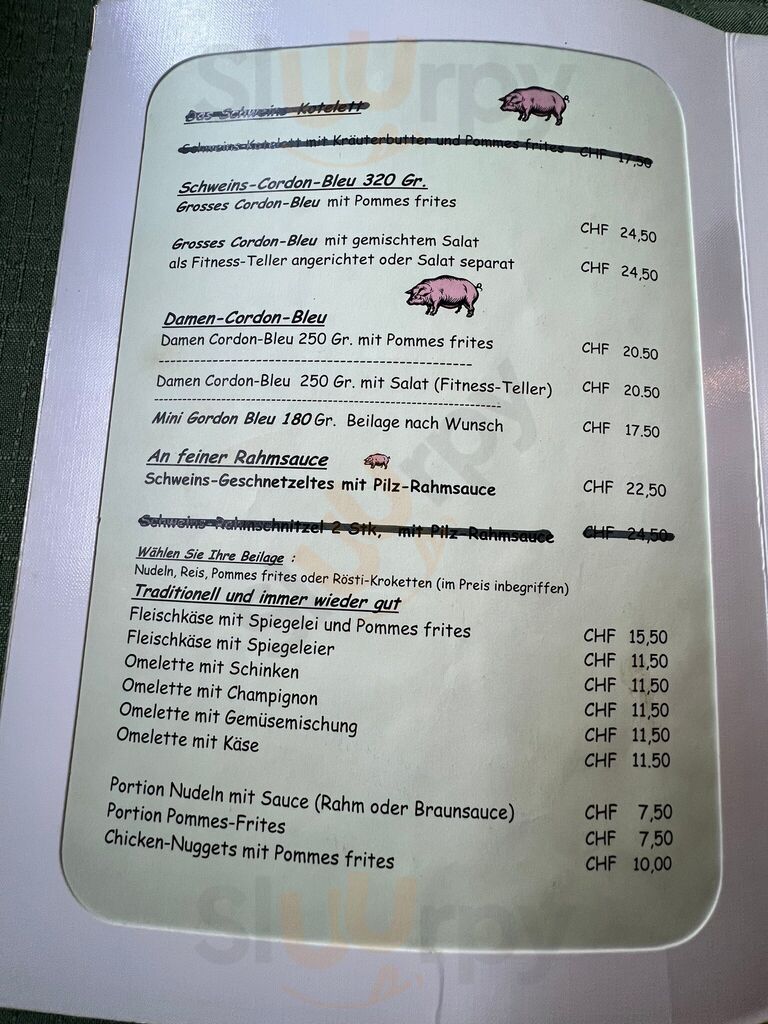 Sluurpy
Das Schweins Kotelett
Schweins-Kotelett mit Kräuterbutter und Pommes frites CHF 17,50
Schweins-Cordon-Bleu 320 Gr.
Grosses Cordon-Bleu mit Pommes frites CHF 24,50
Grosses Cordon-Bleu mit gemischtem Salat
als Fitness-Teller angerichtet oder Salat separat CHF 24,50
Damen-Cordon-Bleu
Damen Cordon-Bleu 250 Gr. mit Pommes frites CHF 20.50
Damen Cordon-Bleu 250 Gr. mit Salat (Fitness-Teller) CHF 20.50
Mini Gordon Bleu 180 Gr. Beilage nach Wunsch CHF 17.50
An feiner Rahmsauce
Schweins-Geschnetzeltes mit Pilz-Rahmsauce CHF 22,50
Schweins-Rahmschnitzel 2 Stk, mit Pilz-Rahmsauce CHF 24,50
Wählen Sie Ihre Beilage :
Nudeln, Reis, Pommes frites oder Rösti-Kroketten (im Preis inbegriffen)
Traditionell und immer wieder gut
Fleischkäse mit Spiegelei und Pommes frites CHF 15,50
Fleischkäse mit Spiegeleier CHF 11,50
Omelette mit Schinken CHF 11,50
Omelette mit Champignon CHF 11,50
Omelette mit Gemüsemischung CHF 11,50
Omelette mit Käse CHF 11.50
Portion Nudeln mit Sauce (Rahm oder Braunsauce) CHF 7,50
Portion Pommes-Frites CHF 7,50
Chicken-Nuggets mit Pommes frites CHF 10,00
Sluurpy